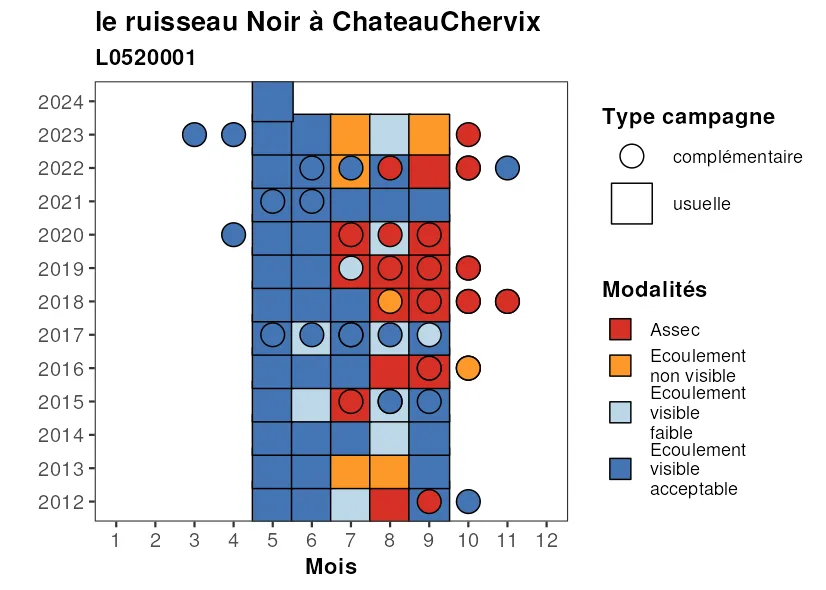 le ruisseau Noir à ChateauChervix
L0520001
2024
2023
2022
2021
2020
2019
2018
2017
2016
2015
2014
2013
2012
1 2 3 4 5 6 7 8 9 10 11 12
Mois
Type campagne
complémentaire
usuelle
Modalités
Assec
Ecoulement
non visible
Ecoulement
visible
faible
Ecoulement
visible
acceptable